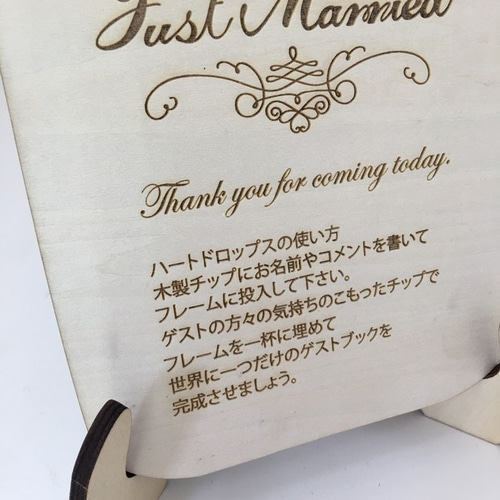 Just Married
Thank you for coming today.
ハートドロップスの使い方
木製チップにお名前やコメントを書いて
フレームに投入して下さい。
ゲストの方々の気持ちのこもったチップで
フレームを一杯に埋めて
世界に一つだけのゲストブックを
完成させましょう。